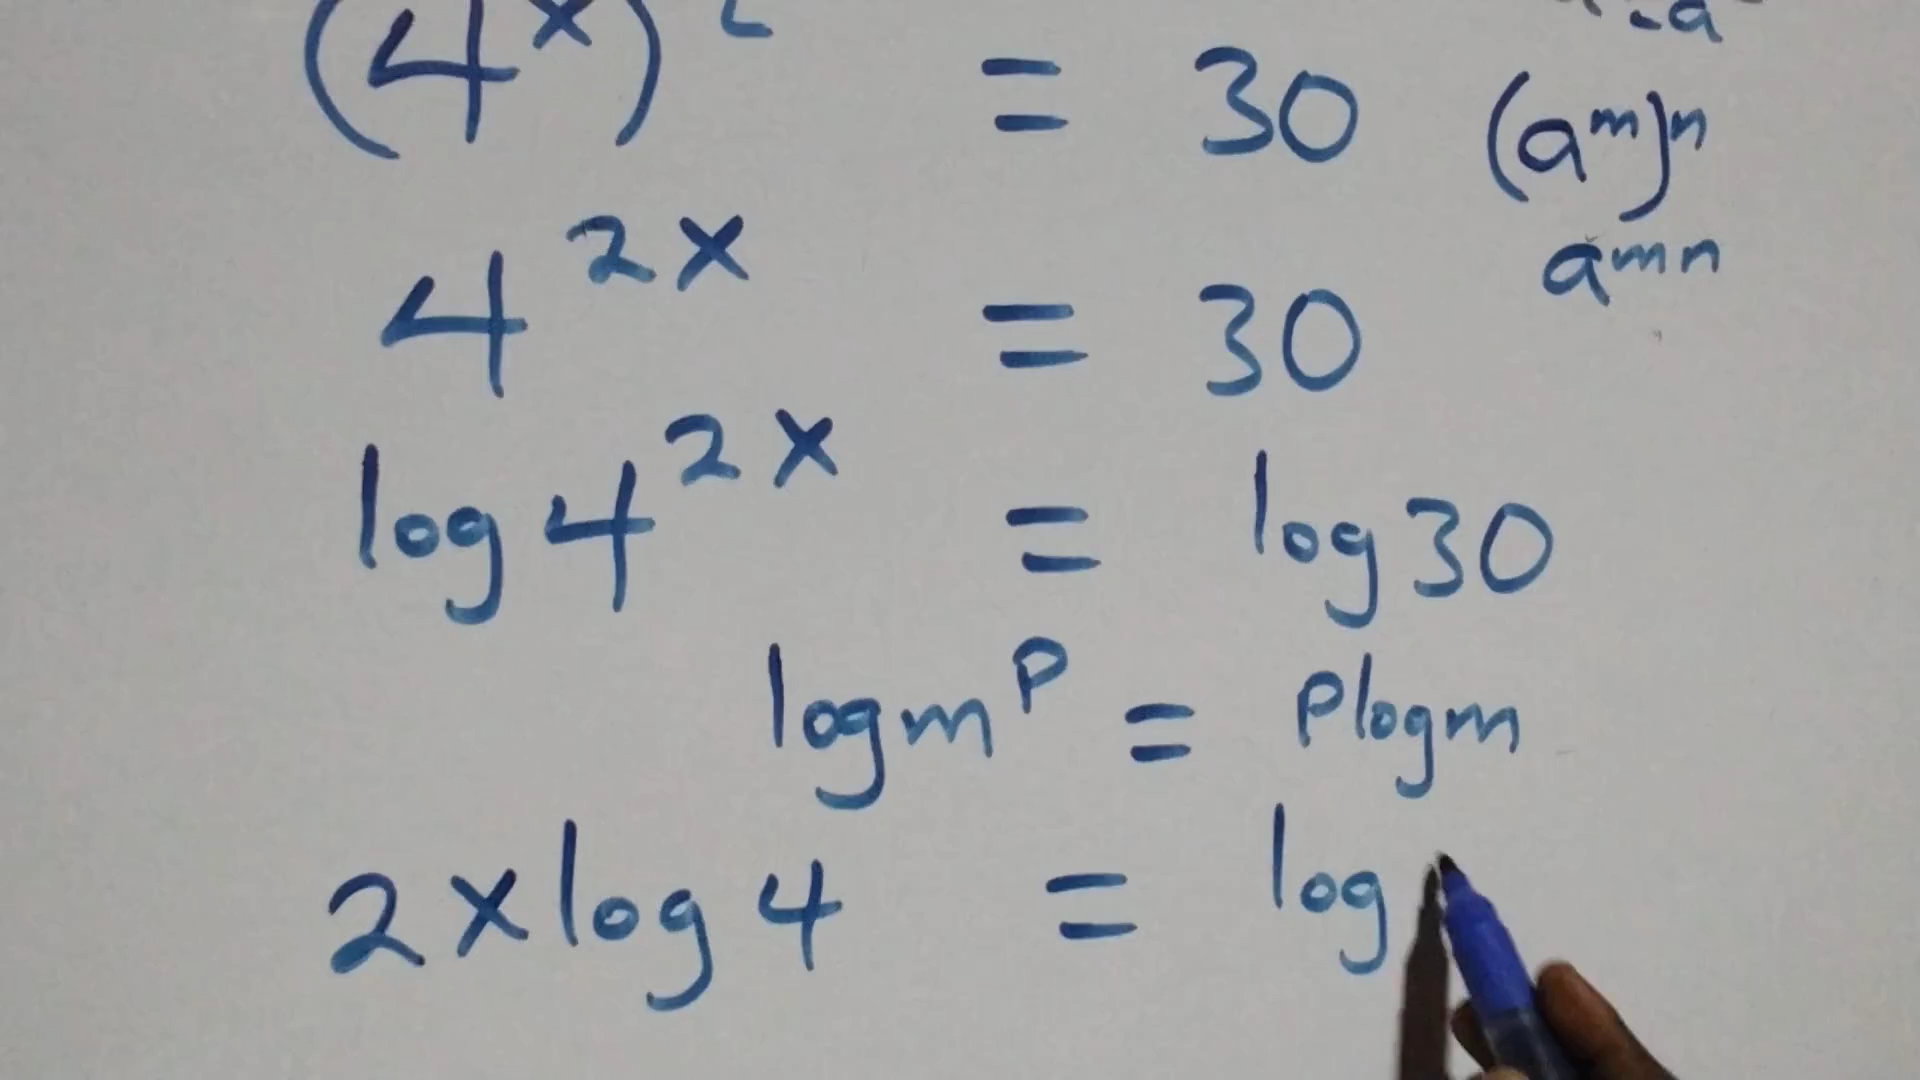 (4^x)^2 = 30
(a^m)^n
a^mn
4^2x = 30
log 4^2x = log 30
log m^p = p log m
2x log 4 = log